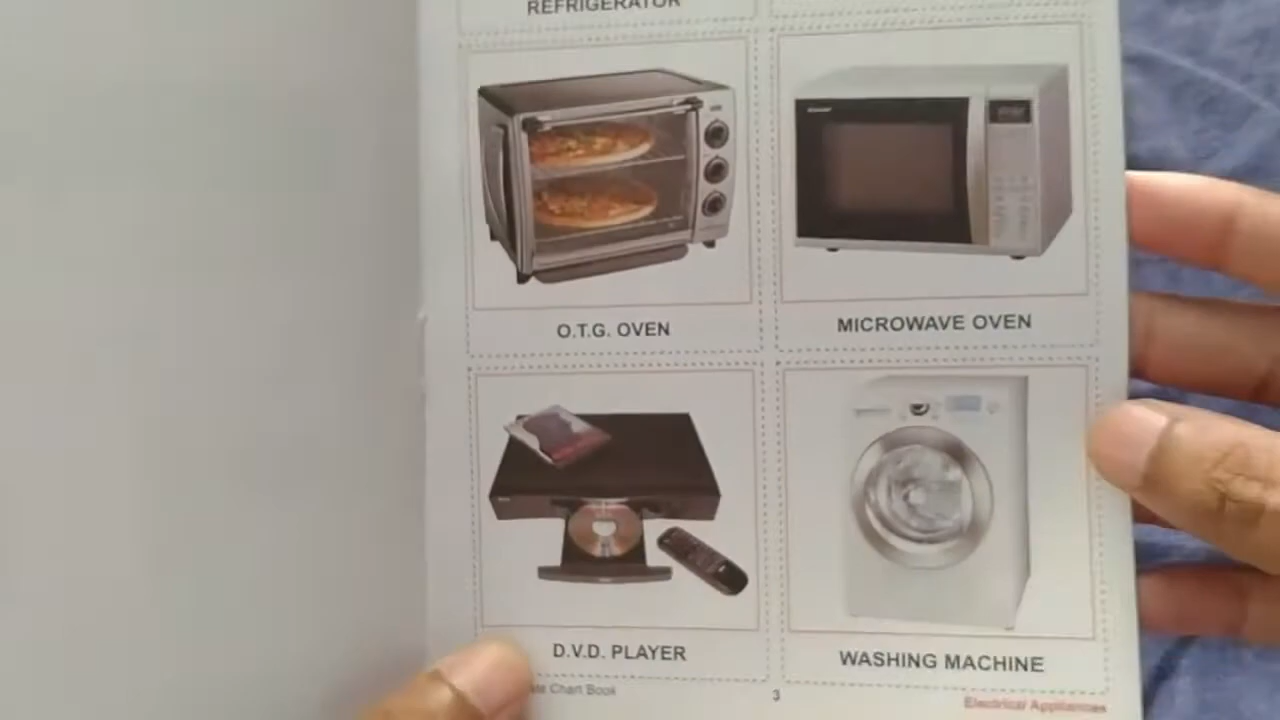 REFRIGERATOR
O.T.G. OVEN
MICROWAVE OVEN
D.V.D. PLAYER
WASHING MACHINE
Chart Book
3
Electrical Appliances